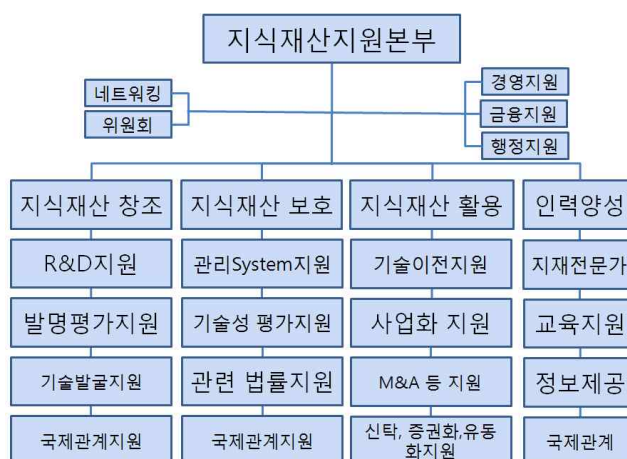 지식재산지원본부
네트워킹
위원회
경영지원
금융지원
행정지원
지식재산 창조
지식재산 보호
지식재산 활용
인력양성
R&D지원
관리System지원
기술이전지원
지재전문가
발명평가지원
기술성 평가지원
사업화 지원
교육지원
기술발굴지원
관련 법률지원
M&A 등 지원
정보제공
국제관계지원
국제관계지원
신탁, 증권화,유동
화지원
국제관계